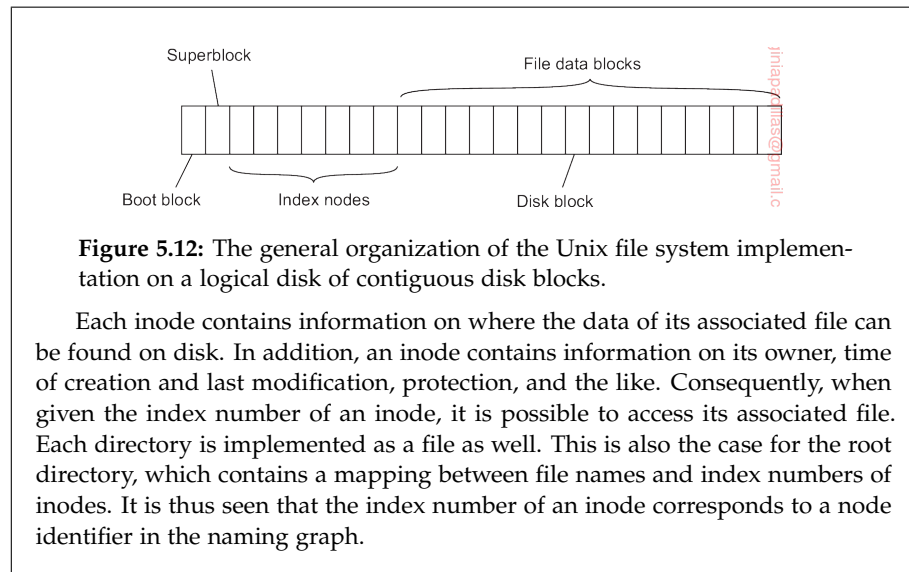 Superblock
File data blocks
Boot block
Index nodes
Disk block
Figure 5.12: The general organization of the Unix file system implemen-
tation on a logical disk of contiguous disk blocks.
Each inode contains information on where the data of its associated file can
be found on disk. In addition, an inode contains information on its owner, time
of creation and last modification, protection, and the like. Consequently, when
given the index number of an inode, it is possible to access its associated file.
Each directory is implemented as a file as well. This is also the case for the root
directory, which contains a mapping between file names and index numbers of
inodes. It is thus seen that the index number of an inode corresponds to a node
identifier in the naming graph.